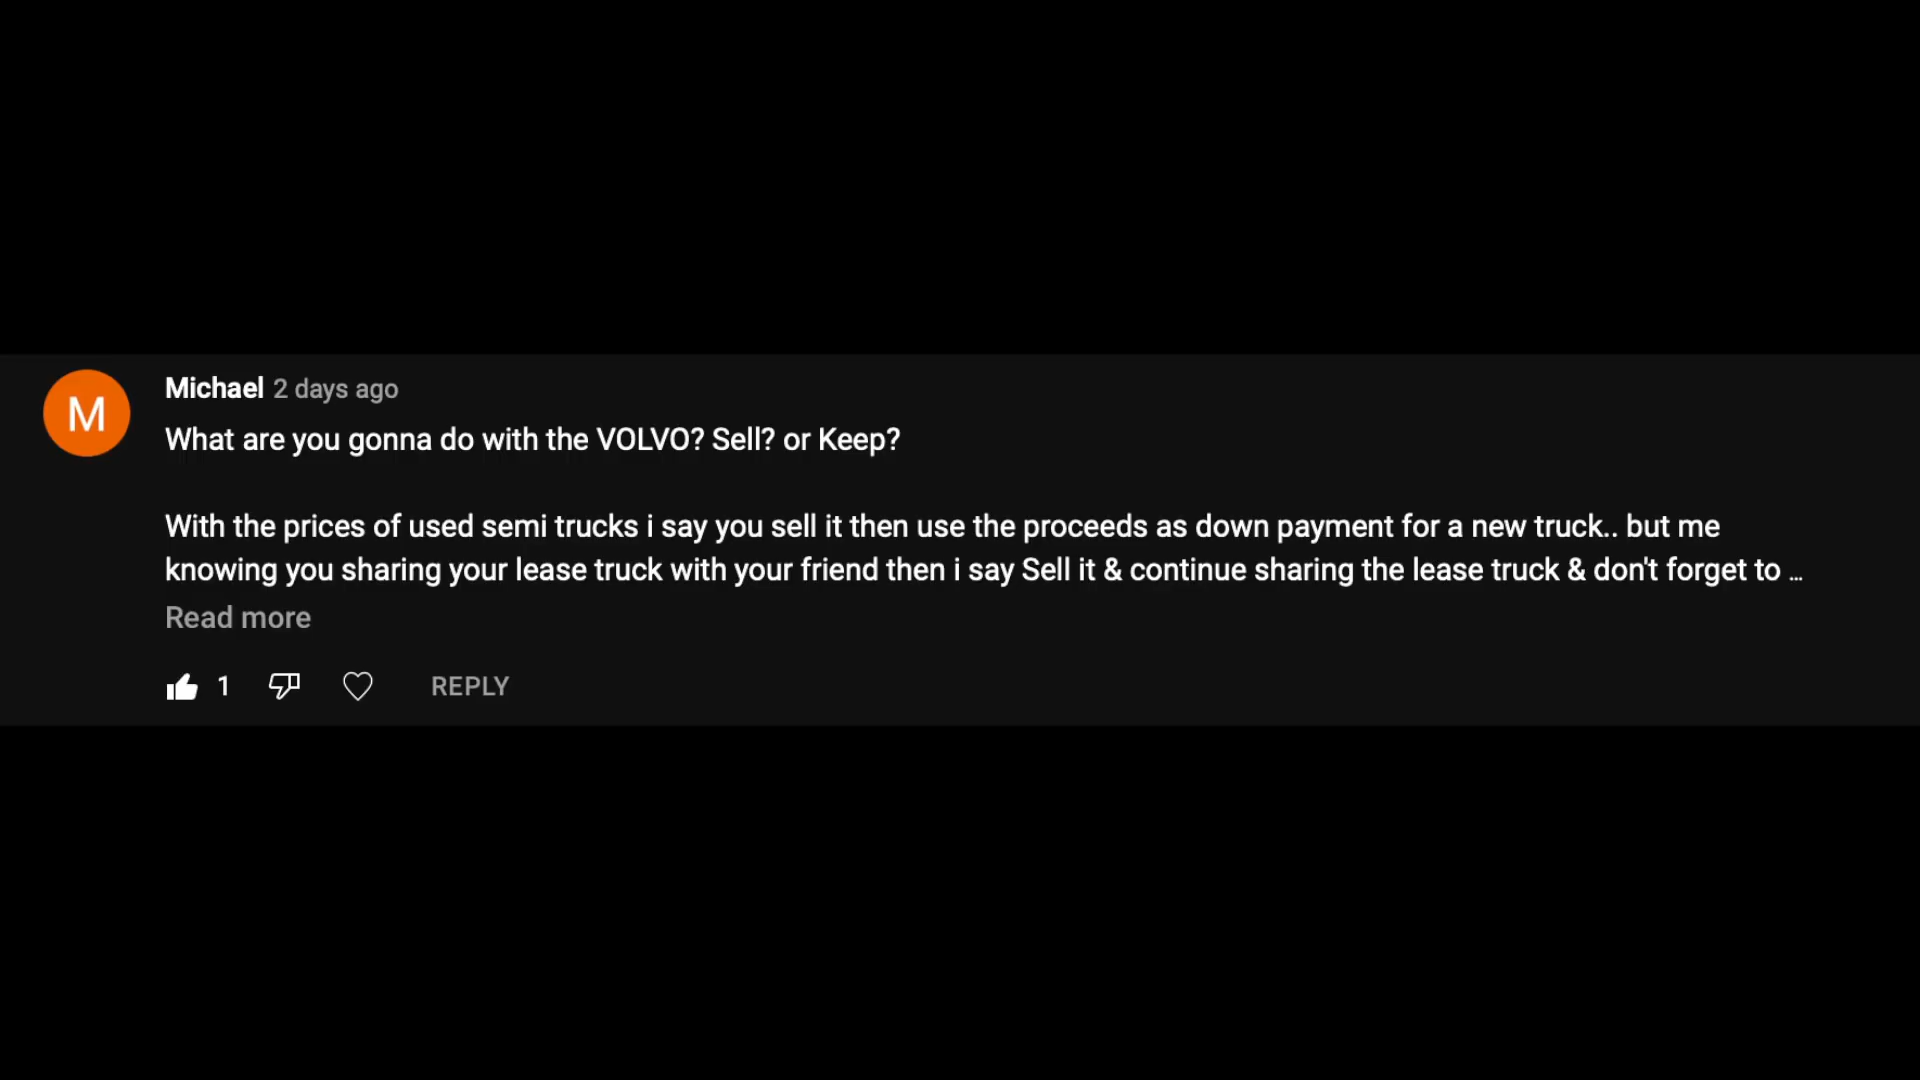 M
Michael 2 days ago
What are you gonna do with the VOLVO? Sell? or Keep?
With the prices of used semi trucks i say you sell it then use the proceeds as down payment for a new truck.. but me
knowing you sharing your lease truck with your friend then i say Sell it & continue sharing the lease truck & don't forget to ...
Read more
1 REPLY